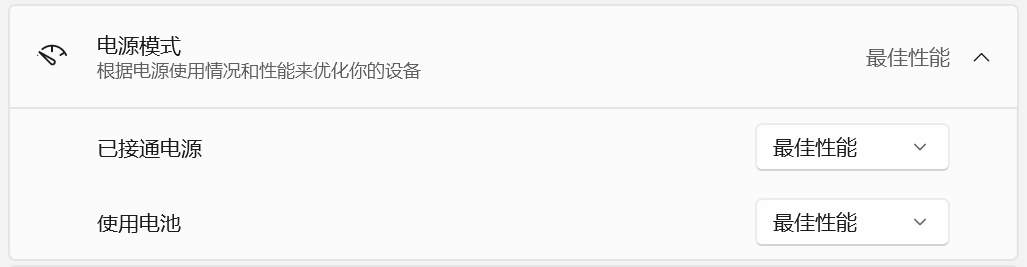 电源模式
根据电源使用情况和性能来优化你的设备
最佳性能
已接通电源
最佳性能
使用电池
最佳性能